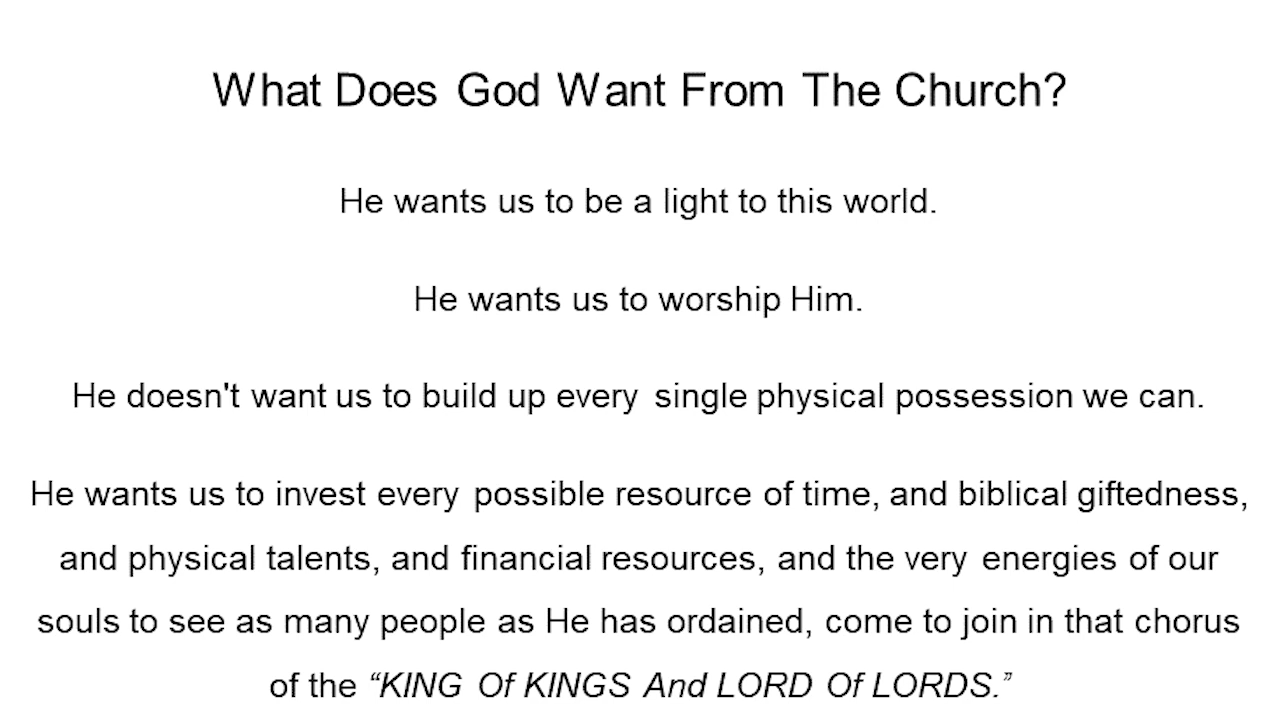 What Does God Want From The Church?
He wants us to be a light to this world.
He wants us to worship Him.
He doesn't want us to build up every single physical possession we can.
He wants us to invest every possible resource of time, and biblical giftedness,
and physical talents, and financial resources, and the very energies of our
souls to see as many people as He has ordained, come to join in that chorus
of the “KING Of KINGS And LORD Of LORDS.”